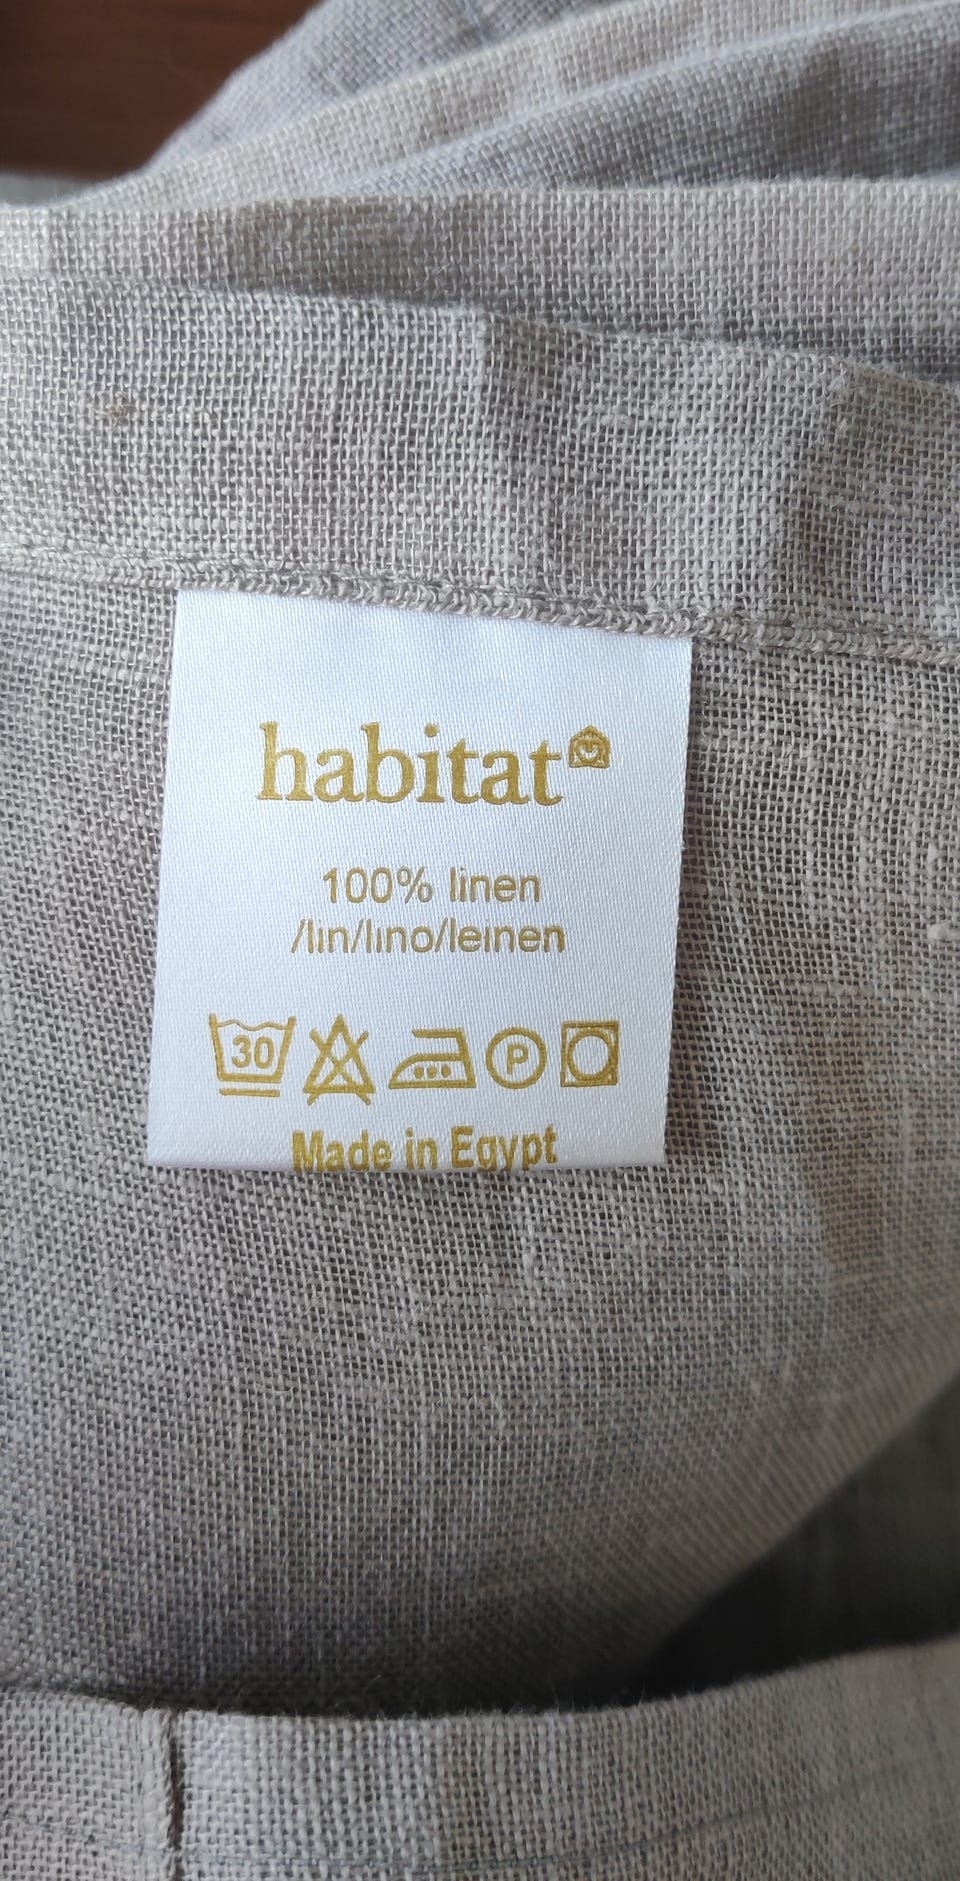 habitat
100% linen
/lin/lino/leinen
30
P
Made in Egypt